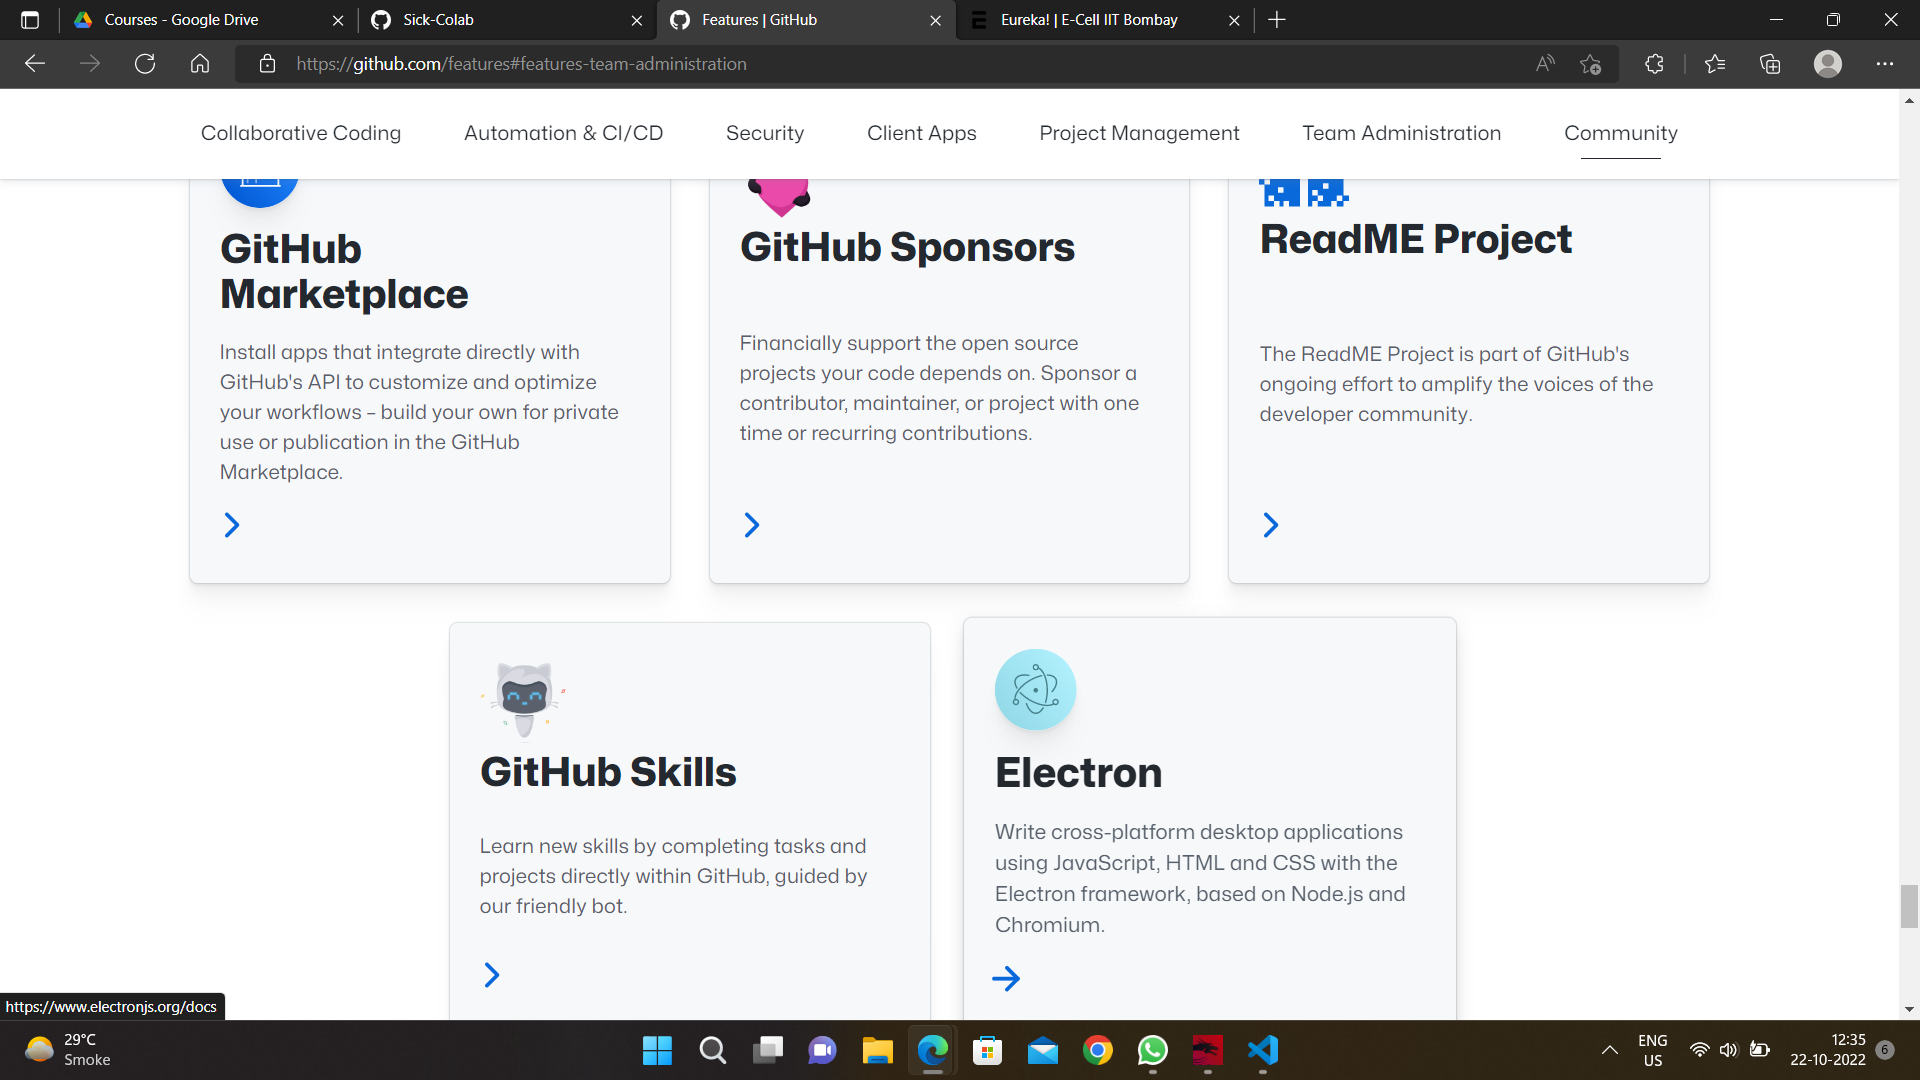 Courses - Google Drive
Sick-Colab
Features | GitHub
Eureka! | E-Cell IIT Bombay
https://github.com/features#features-team-administration
Collaborative Coding
Automation & CI/CD
Security
Client Apps
Project Management
Team Administration
Community
GitHub
Marketplace
Install apps that integrate directly with
GitHub's API to customize and optimize
your workflows – build your own for private
use or publication in the GitHub
Marketplace.
GitHub Sponsors
Financially support the open source
projects your code depends on. Sponsor a
contributor, maintainer, or project with one
time or recurring contributions.
ReadME Project
The ReadME Project is part of GitHub's
ongoing effort to amplify the voices of the
developer community.
GitHub Skills
Learn new skills by completing tasks and
projects directly within GitHub, guided by
our friendly bot.
Electron
Write cross-platform desktop applications
using JavaScript, HTML and CSS with the
Electron framework, based on Node.js and
Chromium.
https://www.electronjs.org/docs
29°C
Smoke
ENG
US
12:35
22-10-2022
6